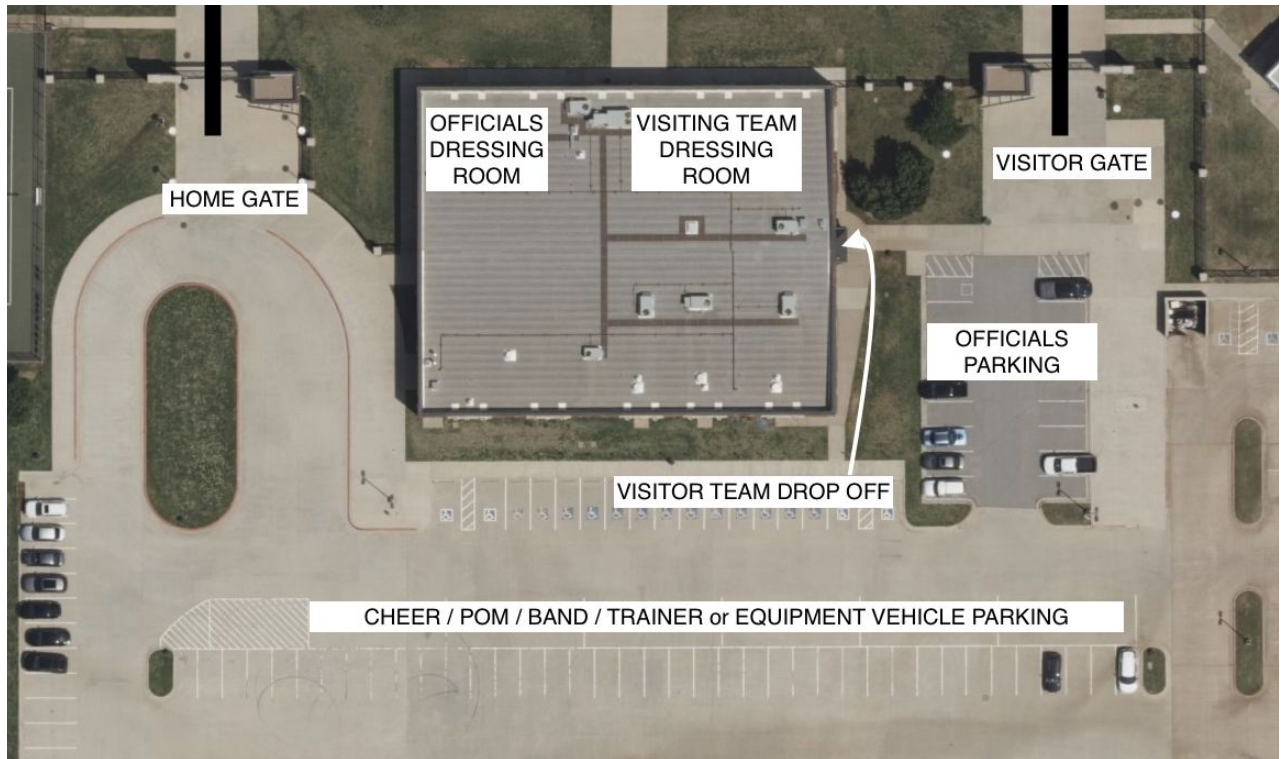 OFFICIALS
DRESSING
ROOM
VISITING TEAM
DRESSING
ROOM
VISITOR GATE
HOME GATE
OFFICIALS
PARKING
VISITOR TEAM DROP OFF
CHEER / POM / BAND / TRAINER or EQUIPMENT VEHICLE PARKING